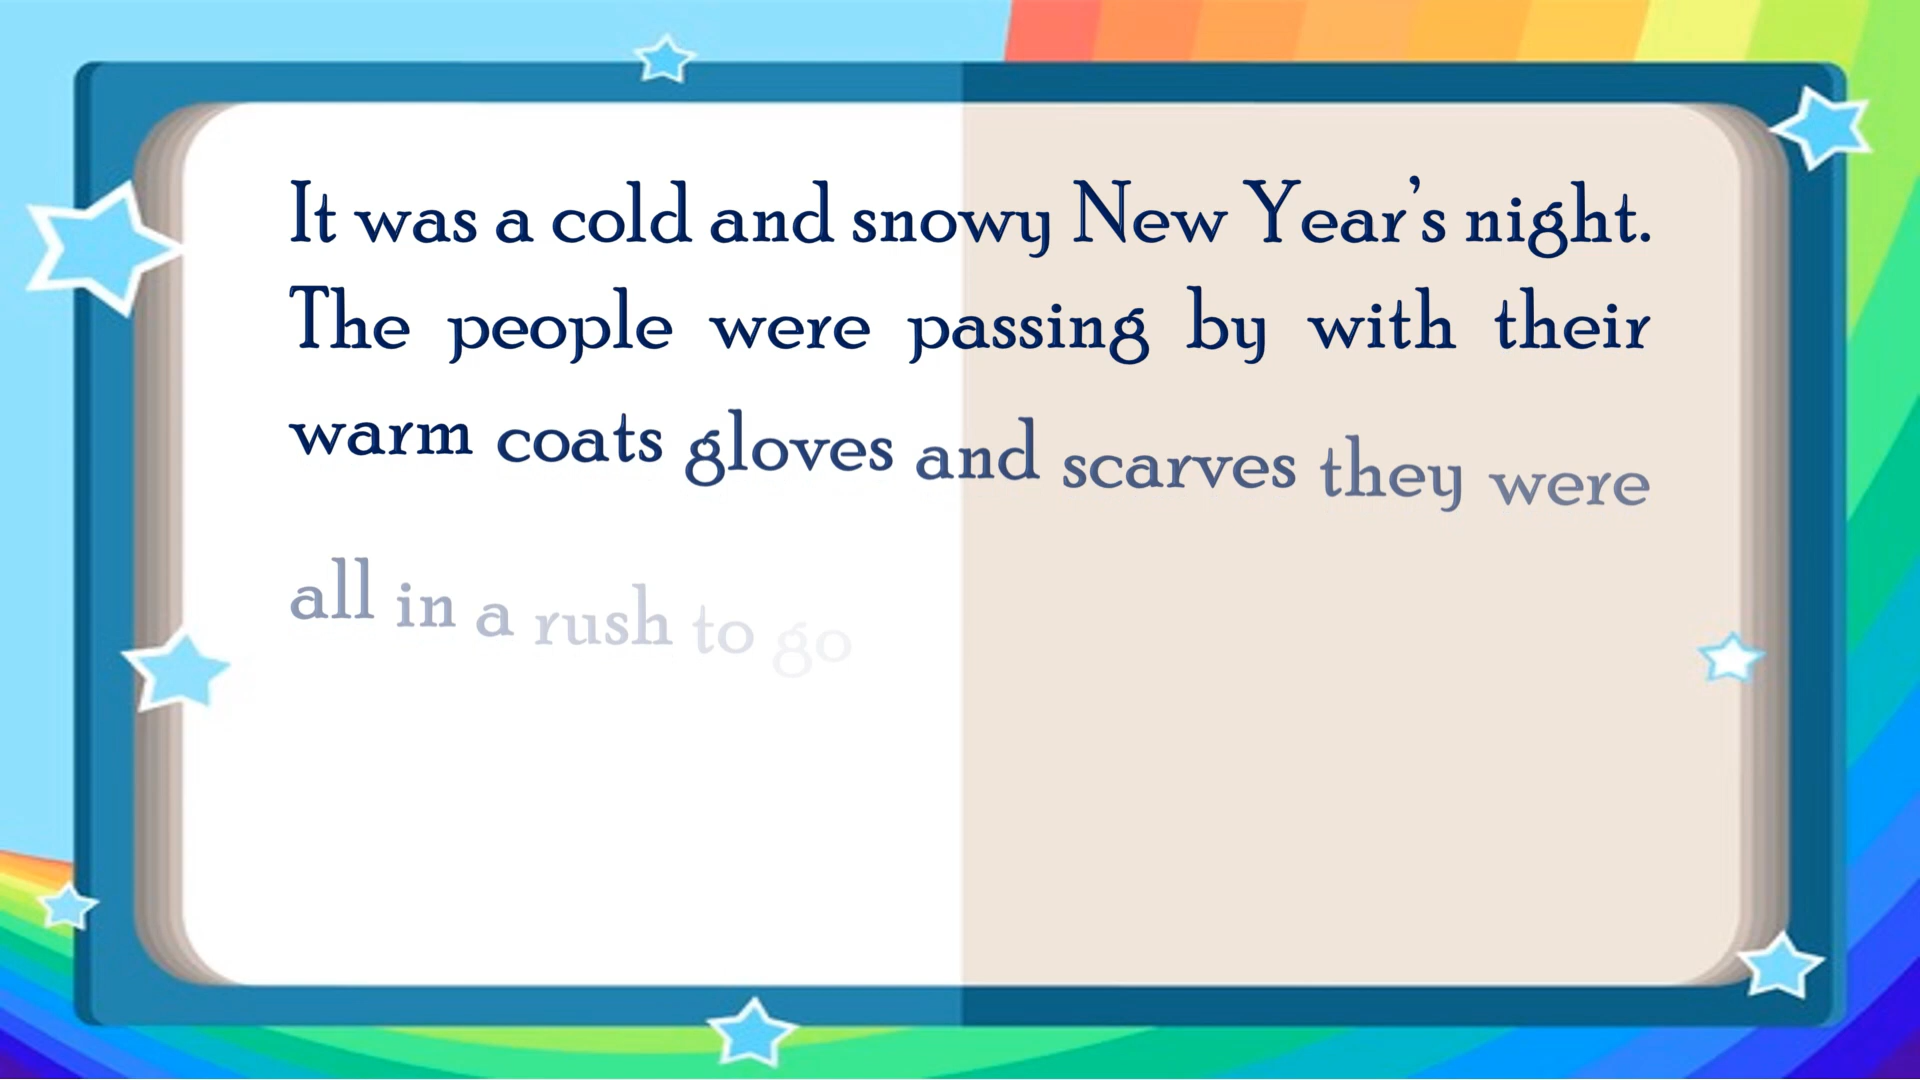 It was a cold and snowy New Year's night.
The people were passing by with their
warm coats gloves and scarves they were
all in a rush to go